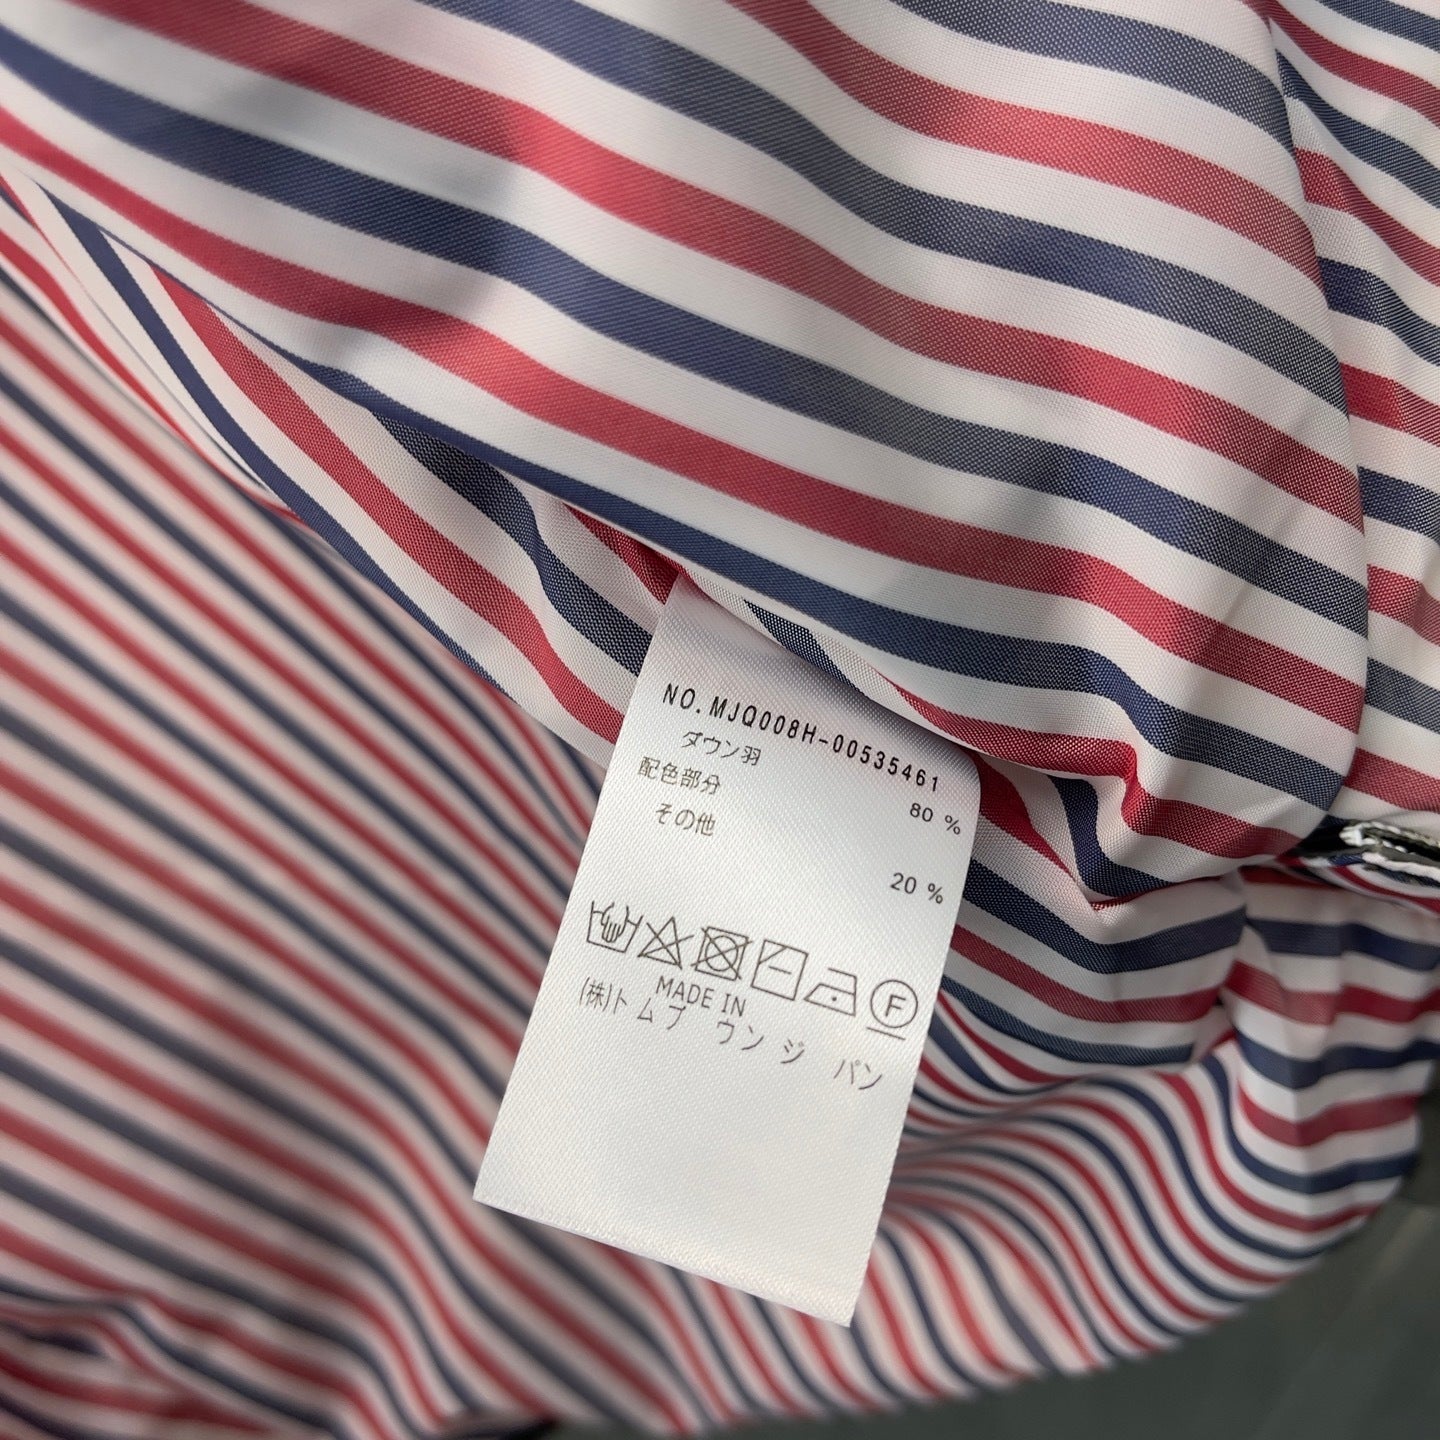 NO.MJQ008H-00535461
ダウン羽 80 %
配色部分
その他 20 %
F
MADE IN
(株)トムブ ウン ジ パン